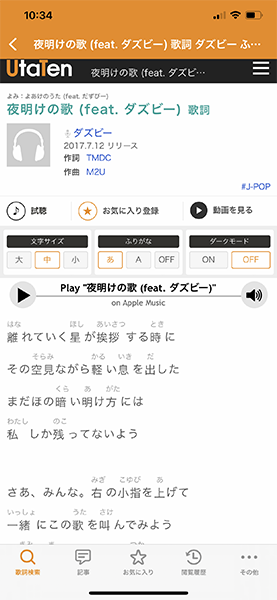 10:34
夜明けの歌 (feat. ダズビー) 歌詞 ダズビー ふ…
UtaTen
夜明けの歌 (feat. ダズビ…
よみ：よあけのうた (feat. だずびー)
夜明けの歌 (feat. ダズビー) 歌詞
ダズビー
2017.7.12 リリース
作詞 TMDC
作曲 M2U
#J-POP
試聴
お気に入り登録
動画を見る
文字サイズ ふりがな ダークモード
大 中 小 あ A OFF ON OFF
Play "夜明けの歌 (feat. ダズビー)"
on Apple Music
はな ほし あいさつ とき
離れていく星が挨拶する時に
そらみ かる いき だ
その空見ながら軽い息を出した
くら あ がた
まだほの暗い明け方には
わたし のこ
私しか残ってないよう
みぎ こゆび あ
さあ、みんな。右の小指を上げて
いっしょ うた さけ
一緒にこの歌を叫んでみよう
歌詞検索 記事 お気に入り 閲覧履歴 その他